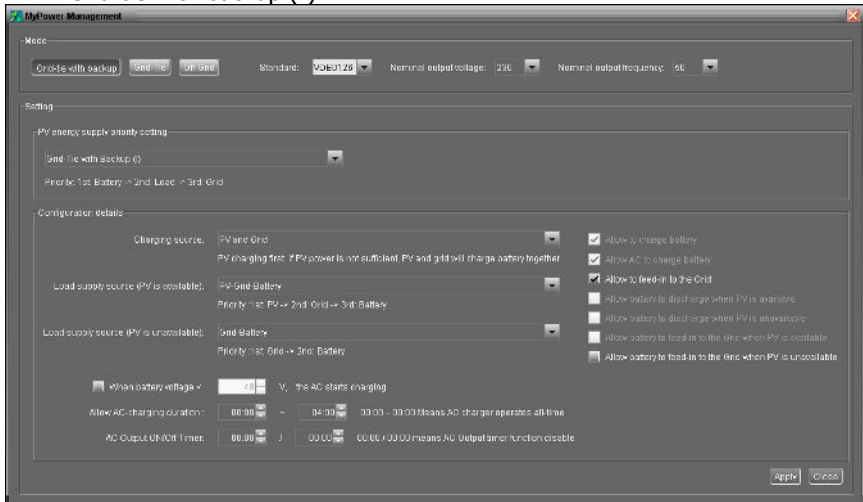 MyPower Management
Mode
Grid-tie with backup Grid Tie Off Grid Standard: VDE0126 Nominal output voltage: 230 Nominal output frequency: 50
Setting
PV energy supply priority setting
Grid-Tie with Backup (I)
Priority: 1st: Battery -> 2nd: Load -> 3rd: Grid
Configuration details
Charging source: PV and Grid
PV charging first, if PV power is not sufficient, PV and grid will charge battery together
Load supply source (PV is available): PV-Grid-Battery
Priority: 1st: PV -> 2nd: Grid -> 3rd: Battery
Load supply source (PV is unavailable): Grid-Battery
Priority: 1st: Grid -> 2nd: Battery
Allow to charge battery
Allow AC to charge battery
Allow to feed-in to the Grid
Allow battery to discharge when PV is available
Allow battery to discharge when PV is unavailable
Allow battery to feed-in to the Grid when PV is available
Allow battery to feed-in to the Grid when PV is unavailable
When battery voltage < V, the AC starts charging
Allow AC-charging duration: 00:00 ~ 04:00 00:00 - 00:00 Means AC charger operates all-time
AC Output ON/Off Timer: 00:00 / 00:00 00:00 / 00:00 means AC Output timer function disable
Apply Close